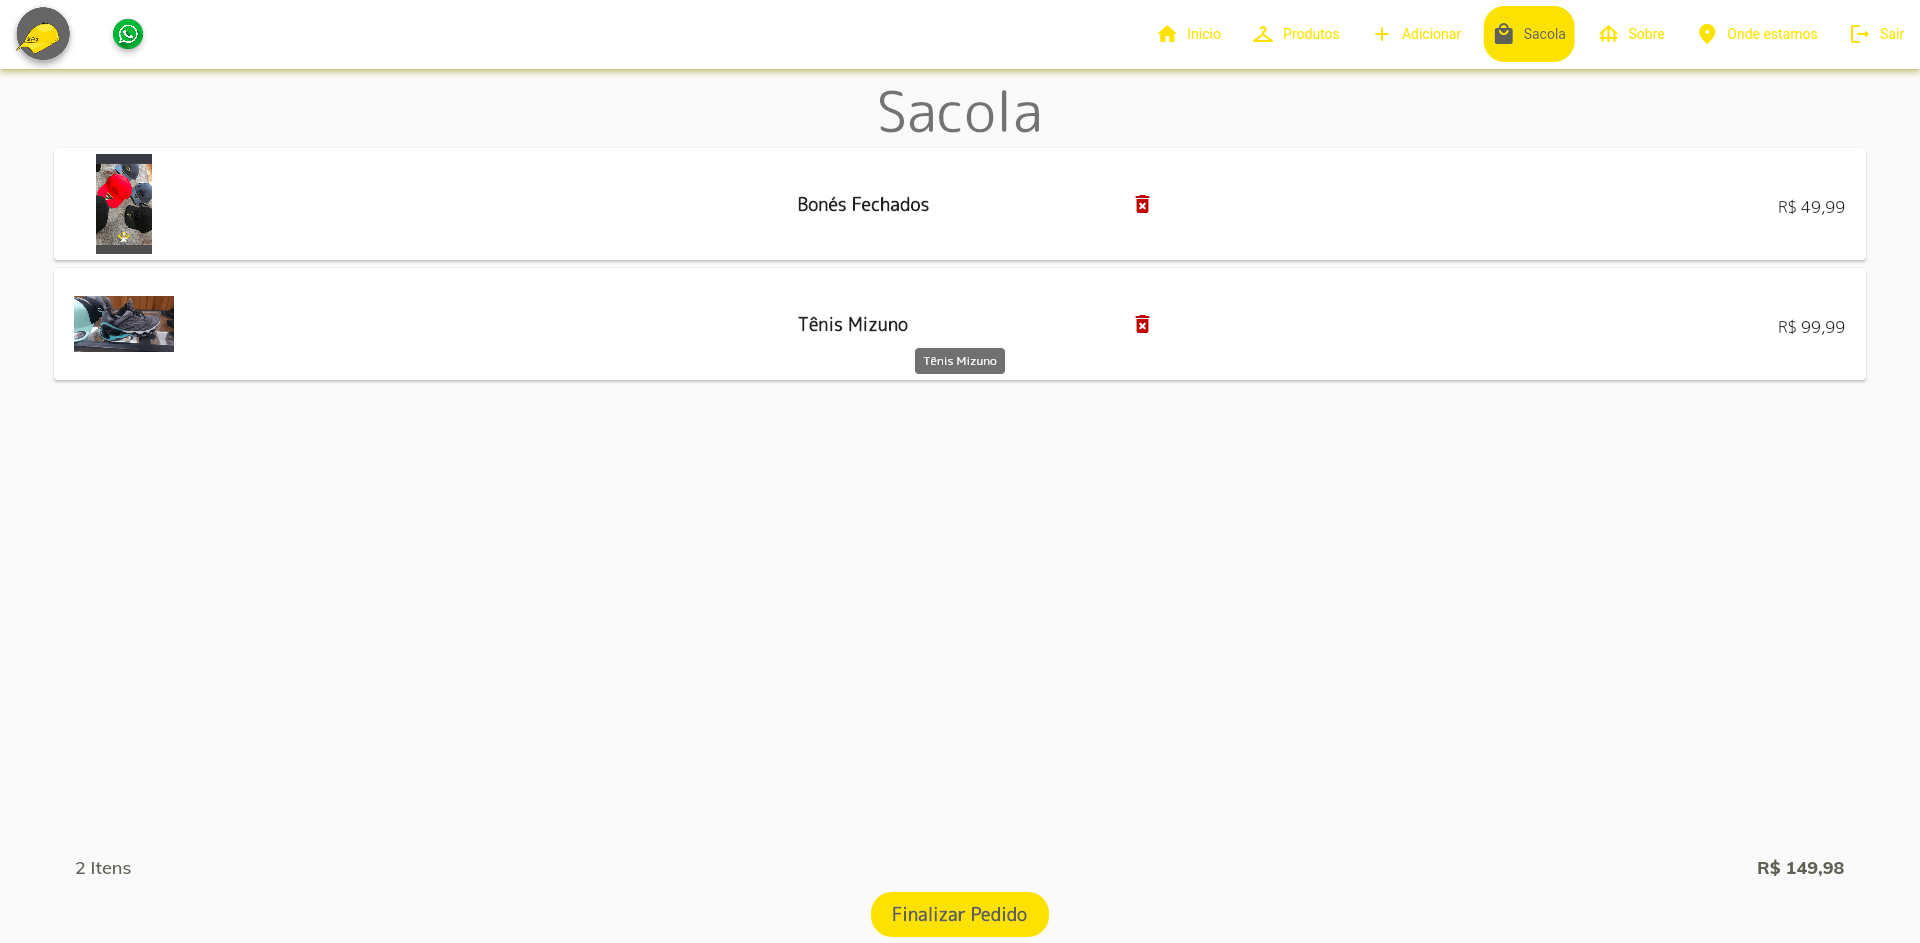 Inicio
Produtos
Adicionar
Sacola
Sobre
Onde estamos
Sair
Sacola
Bonés Fechados
R$ 49,99
Tênis Mizuno
R$ 99,99
Tênis Mizuno
2 Itens
R$ 149,98
Finalizar Pedido